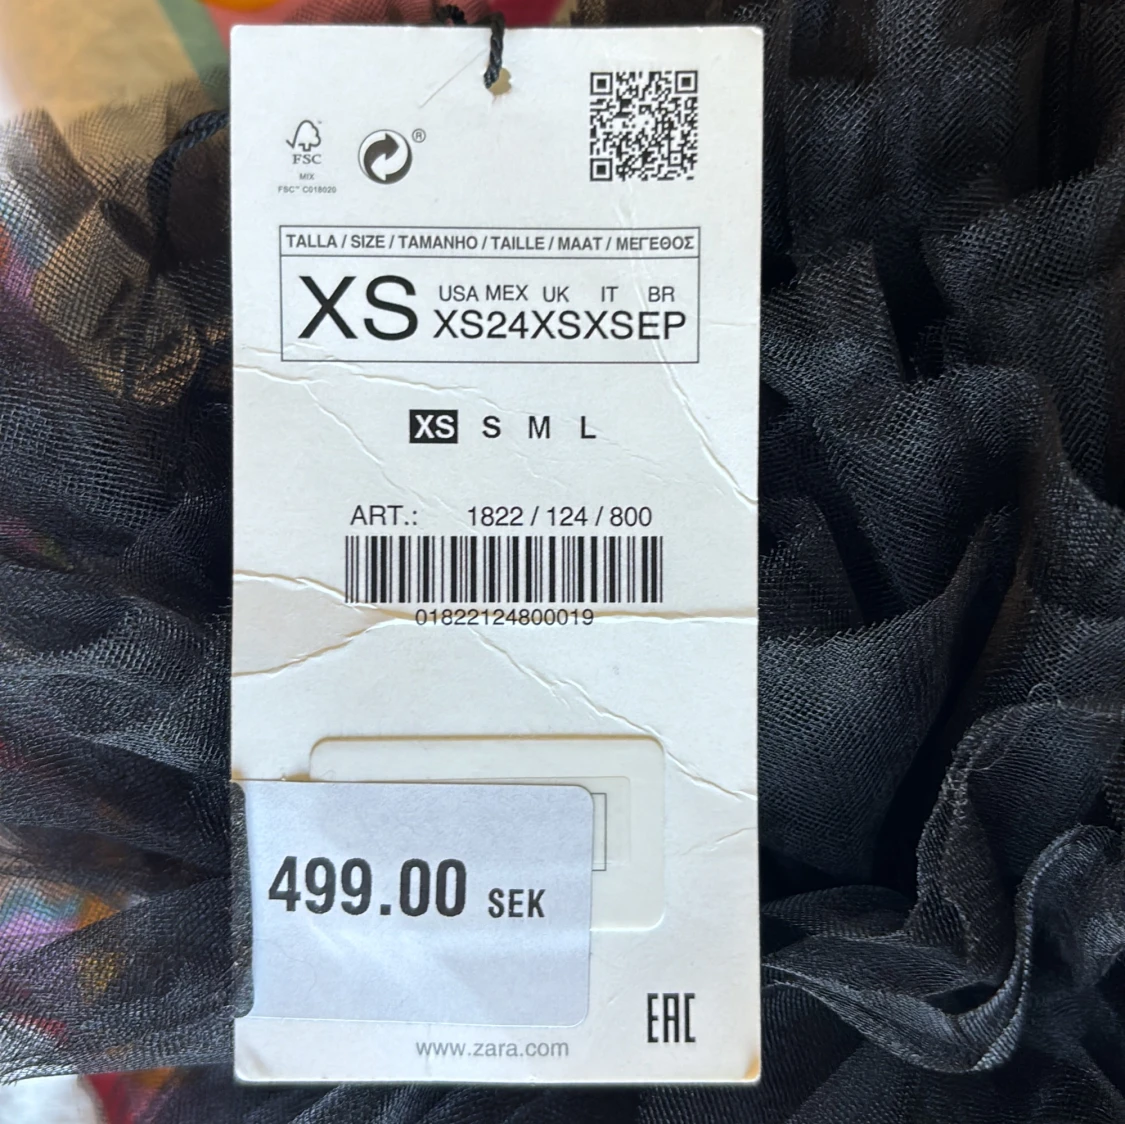 FSC
MIX
FSC™ C018020
®
TALLA / SIZE / TAMANHO / TAILLE / MAAT / ΜΕΓΕΘΟΣ
XS
USA MEX UK IT BR
XS24XSXSEP
XS S M L
ART.: 1822 / 124 / 800
01822124800019
499.00 SEK
EAC
www.zara.com